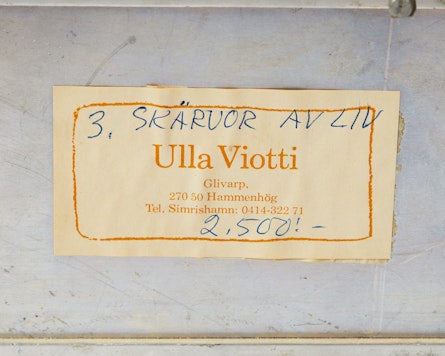 3. SKÄRVOR AV LIV
Ulla Viotti
Glivarp,
270 50 Hammenhög
Tel. Simrishamn: 0414-322 71
2,500:-